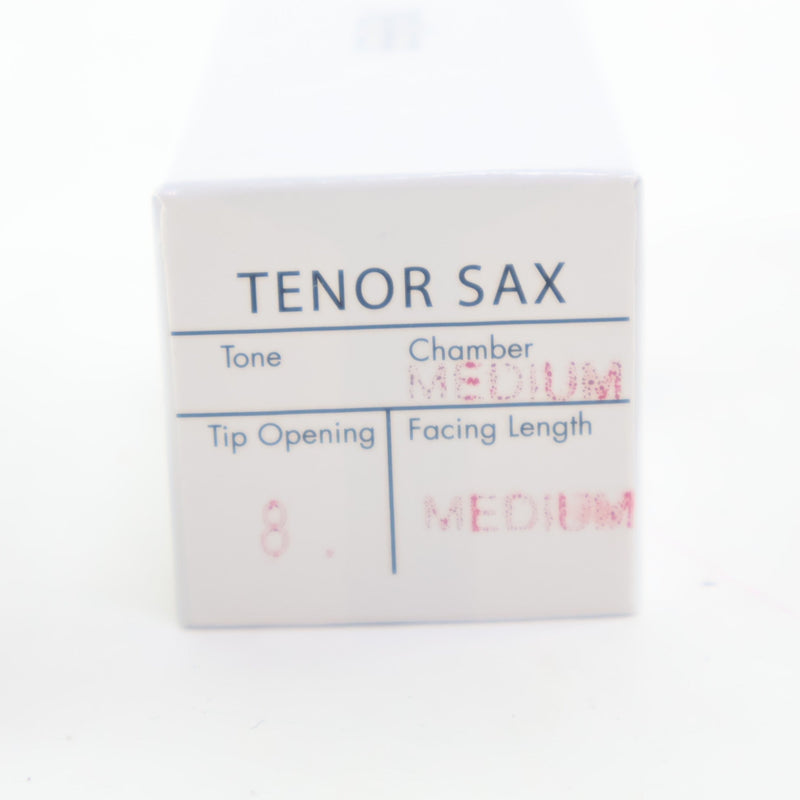 TENOR SAX
Tone Chamber
MEDIUM
Tip Opening Facing Length
8. MEDIUM